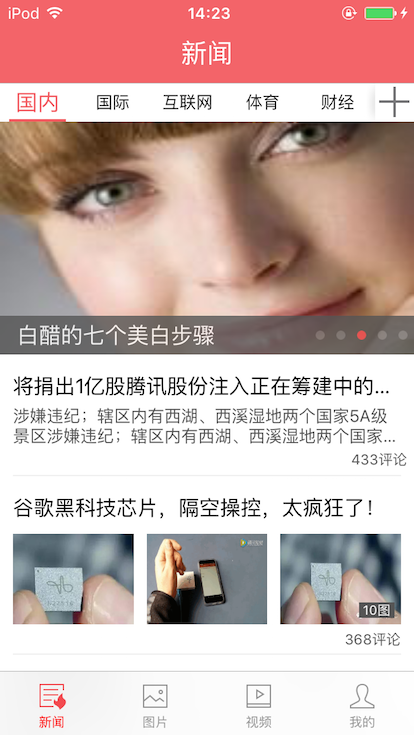 iPod 14:23
新闻
国内 国际 互联网 体育 财经
白醋的七个美白步骤
将捐出1亿股腾讯股份注入正在筹建中的...
涉嫌违纪；辖区内有西湖、西溪湿地两个国家5A级
景区涉嫌违纪；辖区内有西湖、西溪湿地两个国家...
433评论
谷歌黑科技芯片，隔空操控，太疯狂了！
10图
368评论
新闻 图片 视频 我的